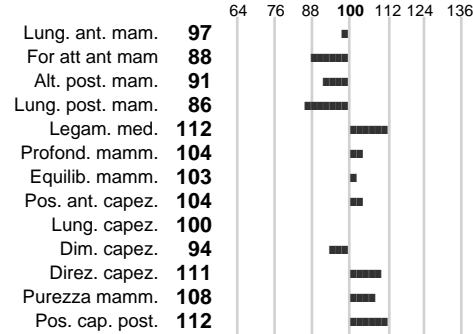 64 76 88 100 112 124 136
Lung. ant. mam. 97
For att ant mam 88
Alt. post. mam. 91
Lung. post. mam. 86
Legam. med. 112
Profond. mamm. 104
Equilib. mamm. 103
Pos. ant. capez. 104
Lung. capez. 100
Dim. capez. 94
Direz. capez. 111
Purezza mamm. 108
Pos. cap. post. 112